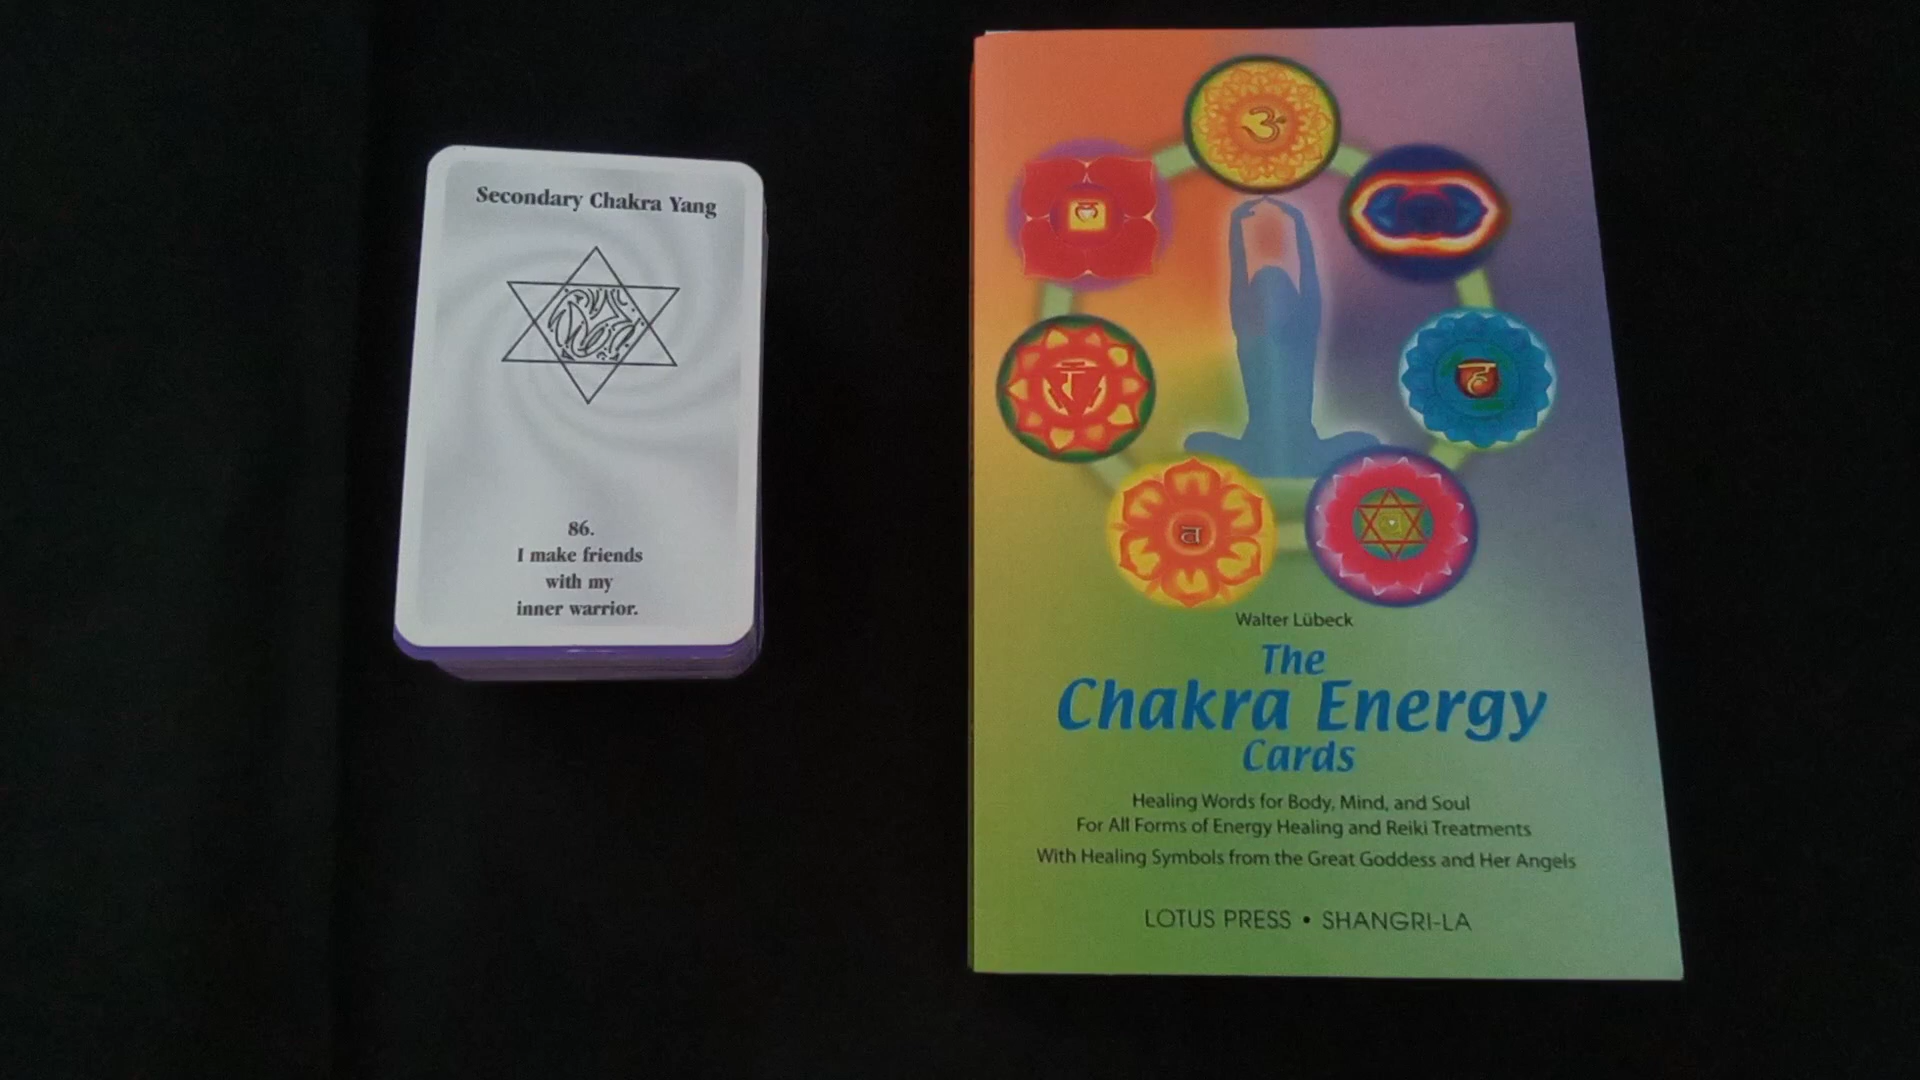 Secondary Chakra Yang
86.
I make friends
with my
inner warrior.
ॐ
लं
हं
रं
वं
Walter Lübeck
The
Chakra Energy
Cards
Healing Words for Body, Mind, and Soul
For All Forms of Energy Healing and Reiki Treatments
With Healing Symbols from the Great Goddess and Her Angels
LOTUS PRESS • SHANGRI-LA